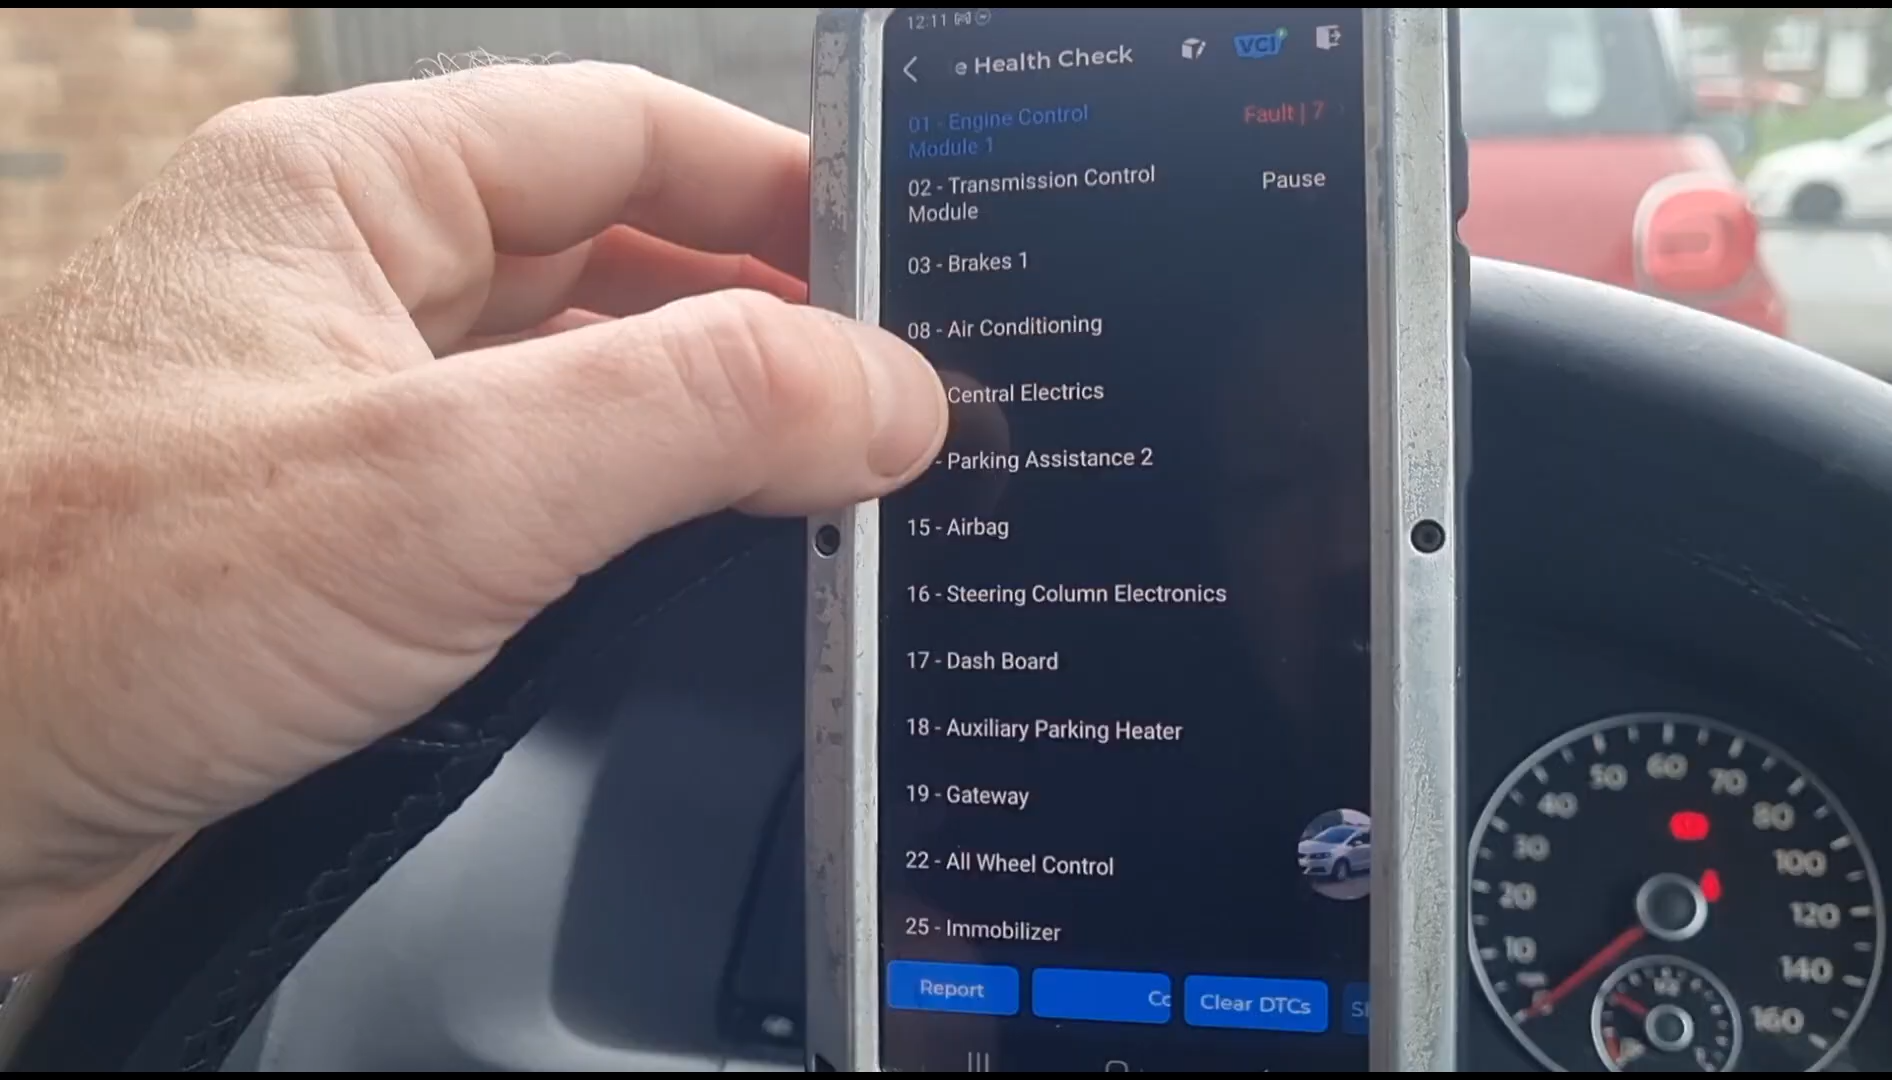 12:11
e Health Check
VCI
01 - Engine Control
Module 1
Fault | 7
02 - Transmission Control
Module
Pause
03 - Brakes 1
08 - Air Conditioning
Central Electrics
- Parking Assistance 2
15 - Airbag
16 - Steering Column Electronics
17 - Dash Board
18 - Auxiliary Parking Heater
19 - Gateway
22 - All Wheel Control
25 - Immobilizer
Report
Co
Clear DTCs
10
20
30
40
50
60
70
80
100
120
140
160